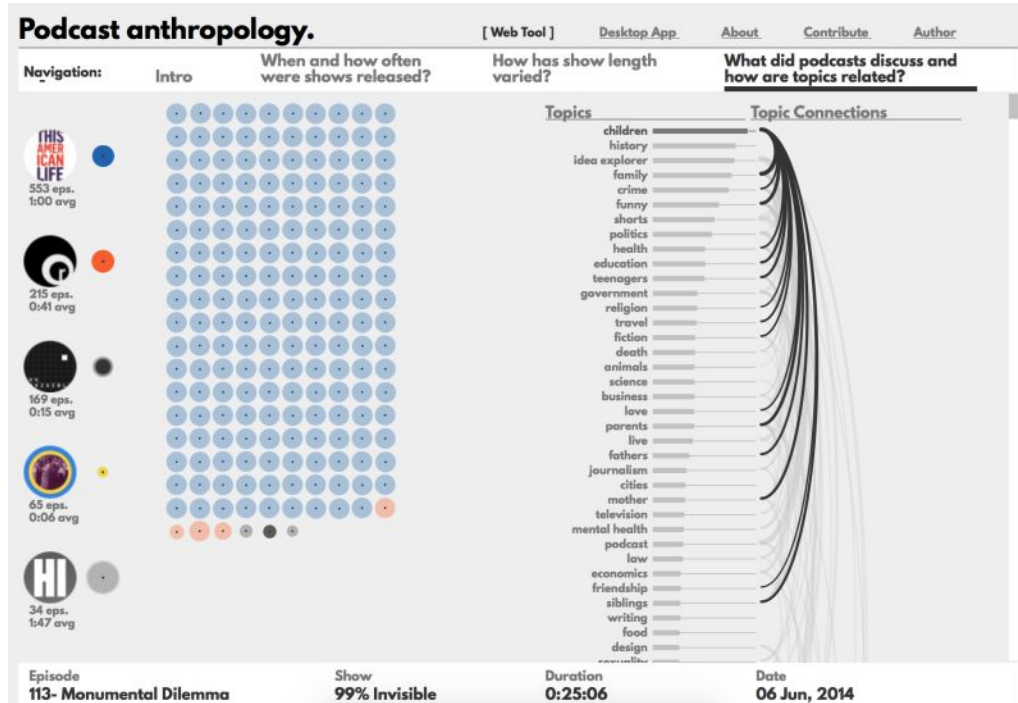 Podcast anthropology.
[ Web Tool ]
Desktop App
About
Contribute
Author
Navigation:
Intro
When and how often
were shows released?
How has show length
varied?
What did podcasts discuss and
how are topics related?
THIS
AMER
ICAN
LIFE
553 eps.
1:00 avg
215 eps.
0:41 avg
169 eps.
0:15 avg
65 eps.
0:06 avg
HI
34 eps.
1:47 avg
Topics
Topic Connections
children
history
idea explorer
family
crime
funny
shorts
politics
health
education
teenagers
government
religion
travel
fiction
death
animals
science
business
love
parents
live
fathers
journalism
cities
mother
television
mental health
podcast
law
economics
friendship
siblings
writing
food
design
sexuality
Episode
113- Monumental Dilemma
Show
99% Invisible
Duration
0:25:06
Date
06 Jun, 2014